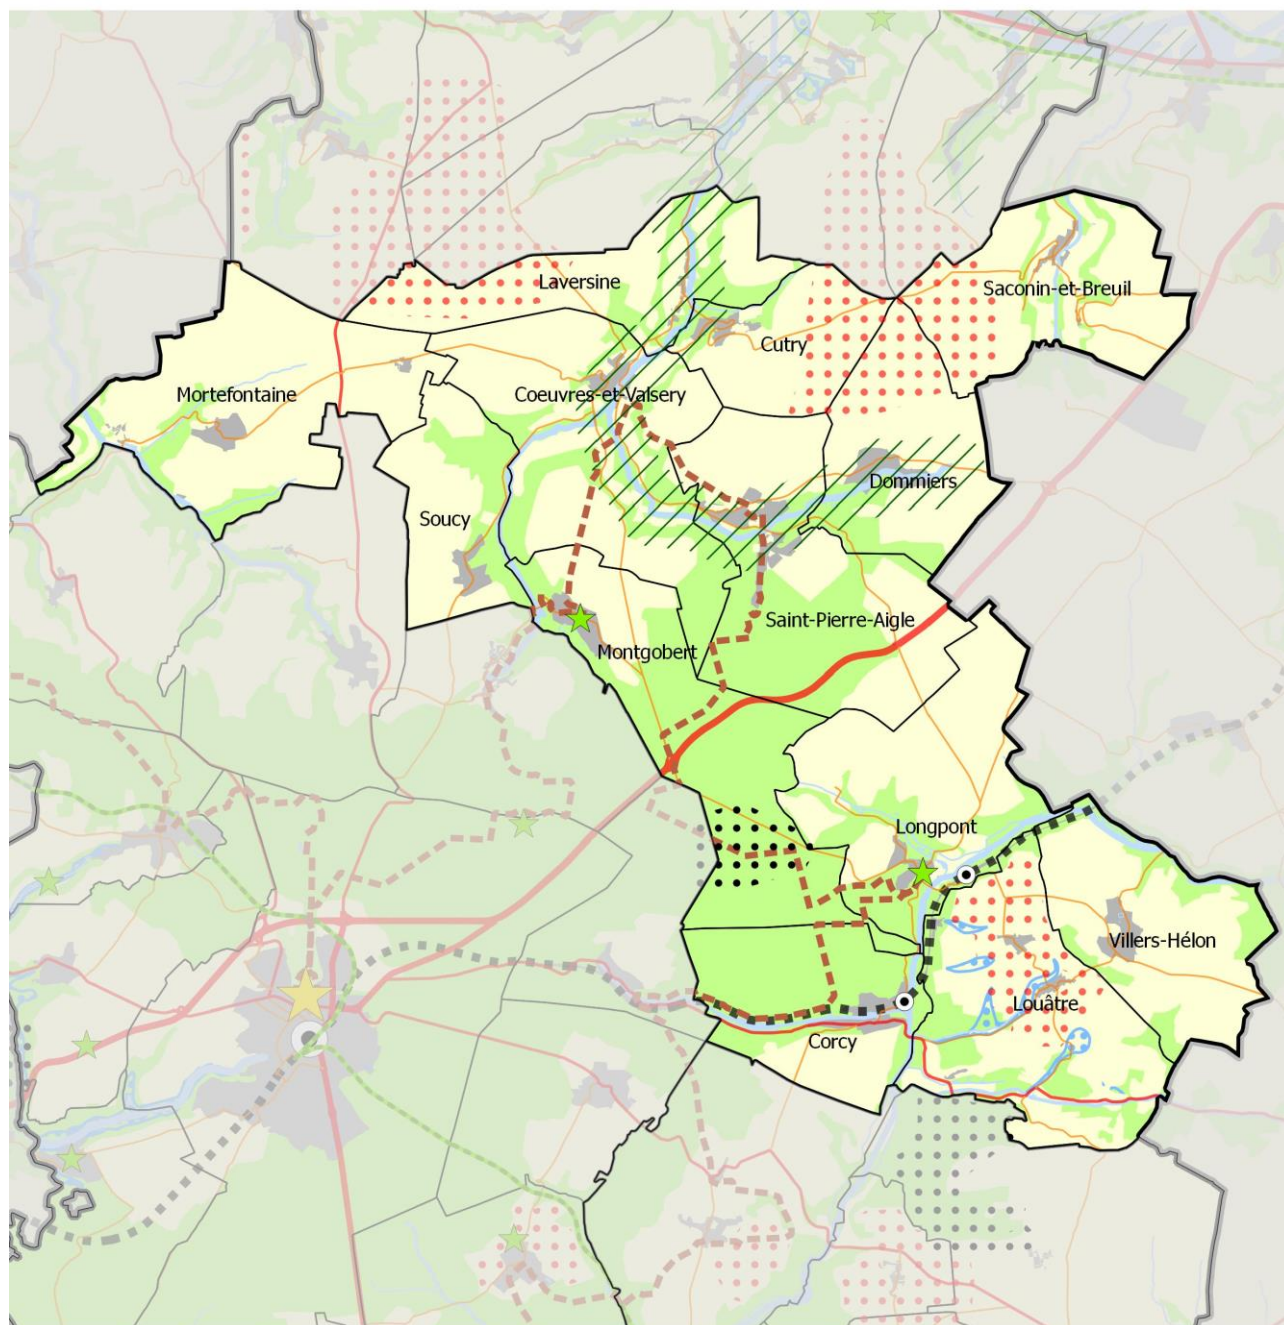 Laversine
Saconin-et-Breuil
Cutry
Mortefontaine
Coeuvres-et-Valsery
Dommiers
Soucy
Saint-Pierre-Aigle
Montgobert
Longpont
Villers-Hélon
Louâtre
Corcy